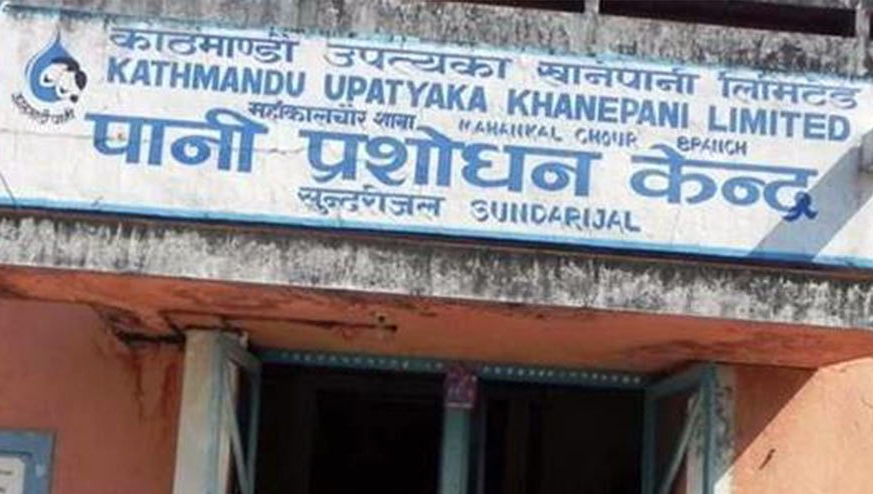 काठमाण्डौ उपत्यका खानेपानी लिमिटेड
KATHMANDU UPATYAKA KHANEPANI LIMITED
महांकालचौर शाखा MAHANKAL CHOUR BRANCH
पानी प्रशोधन केन्द्र
सुन्दरीजल SUNDARIJAL